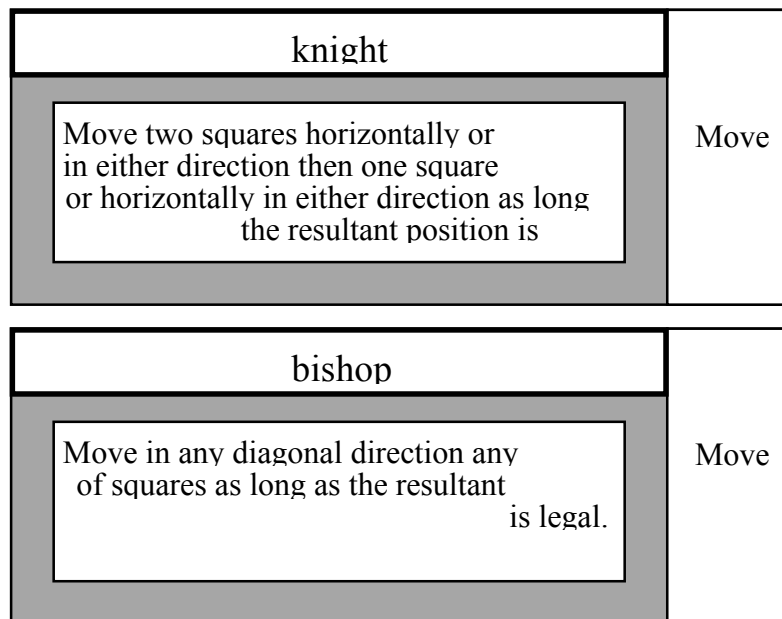 knight
Move two squares horizontally or
in either direction then one square
or horizontally in either direction as long
the resultant position is
Move
bishop
Move in any diagonal direction any
of squares as long as the resultant
is legal.
Move